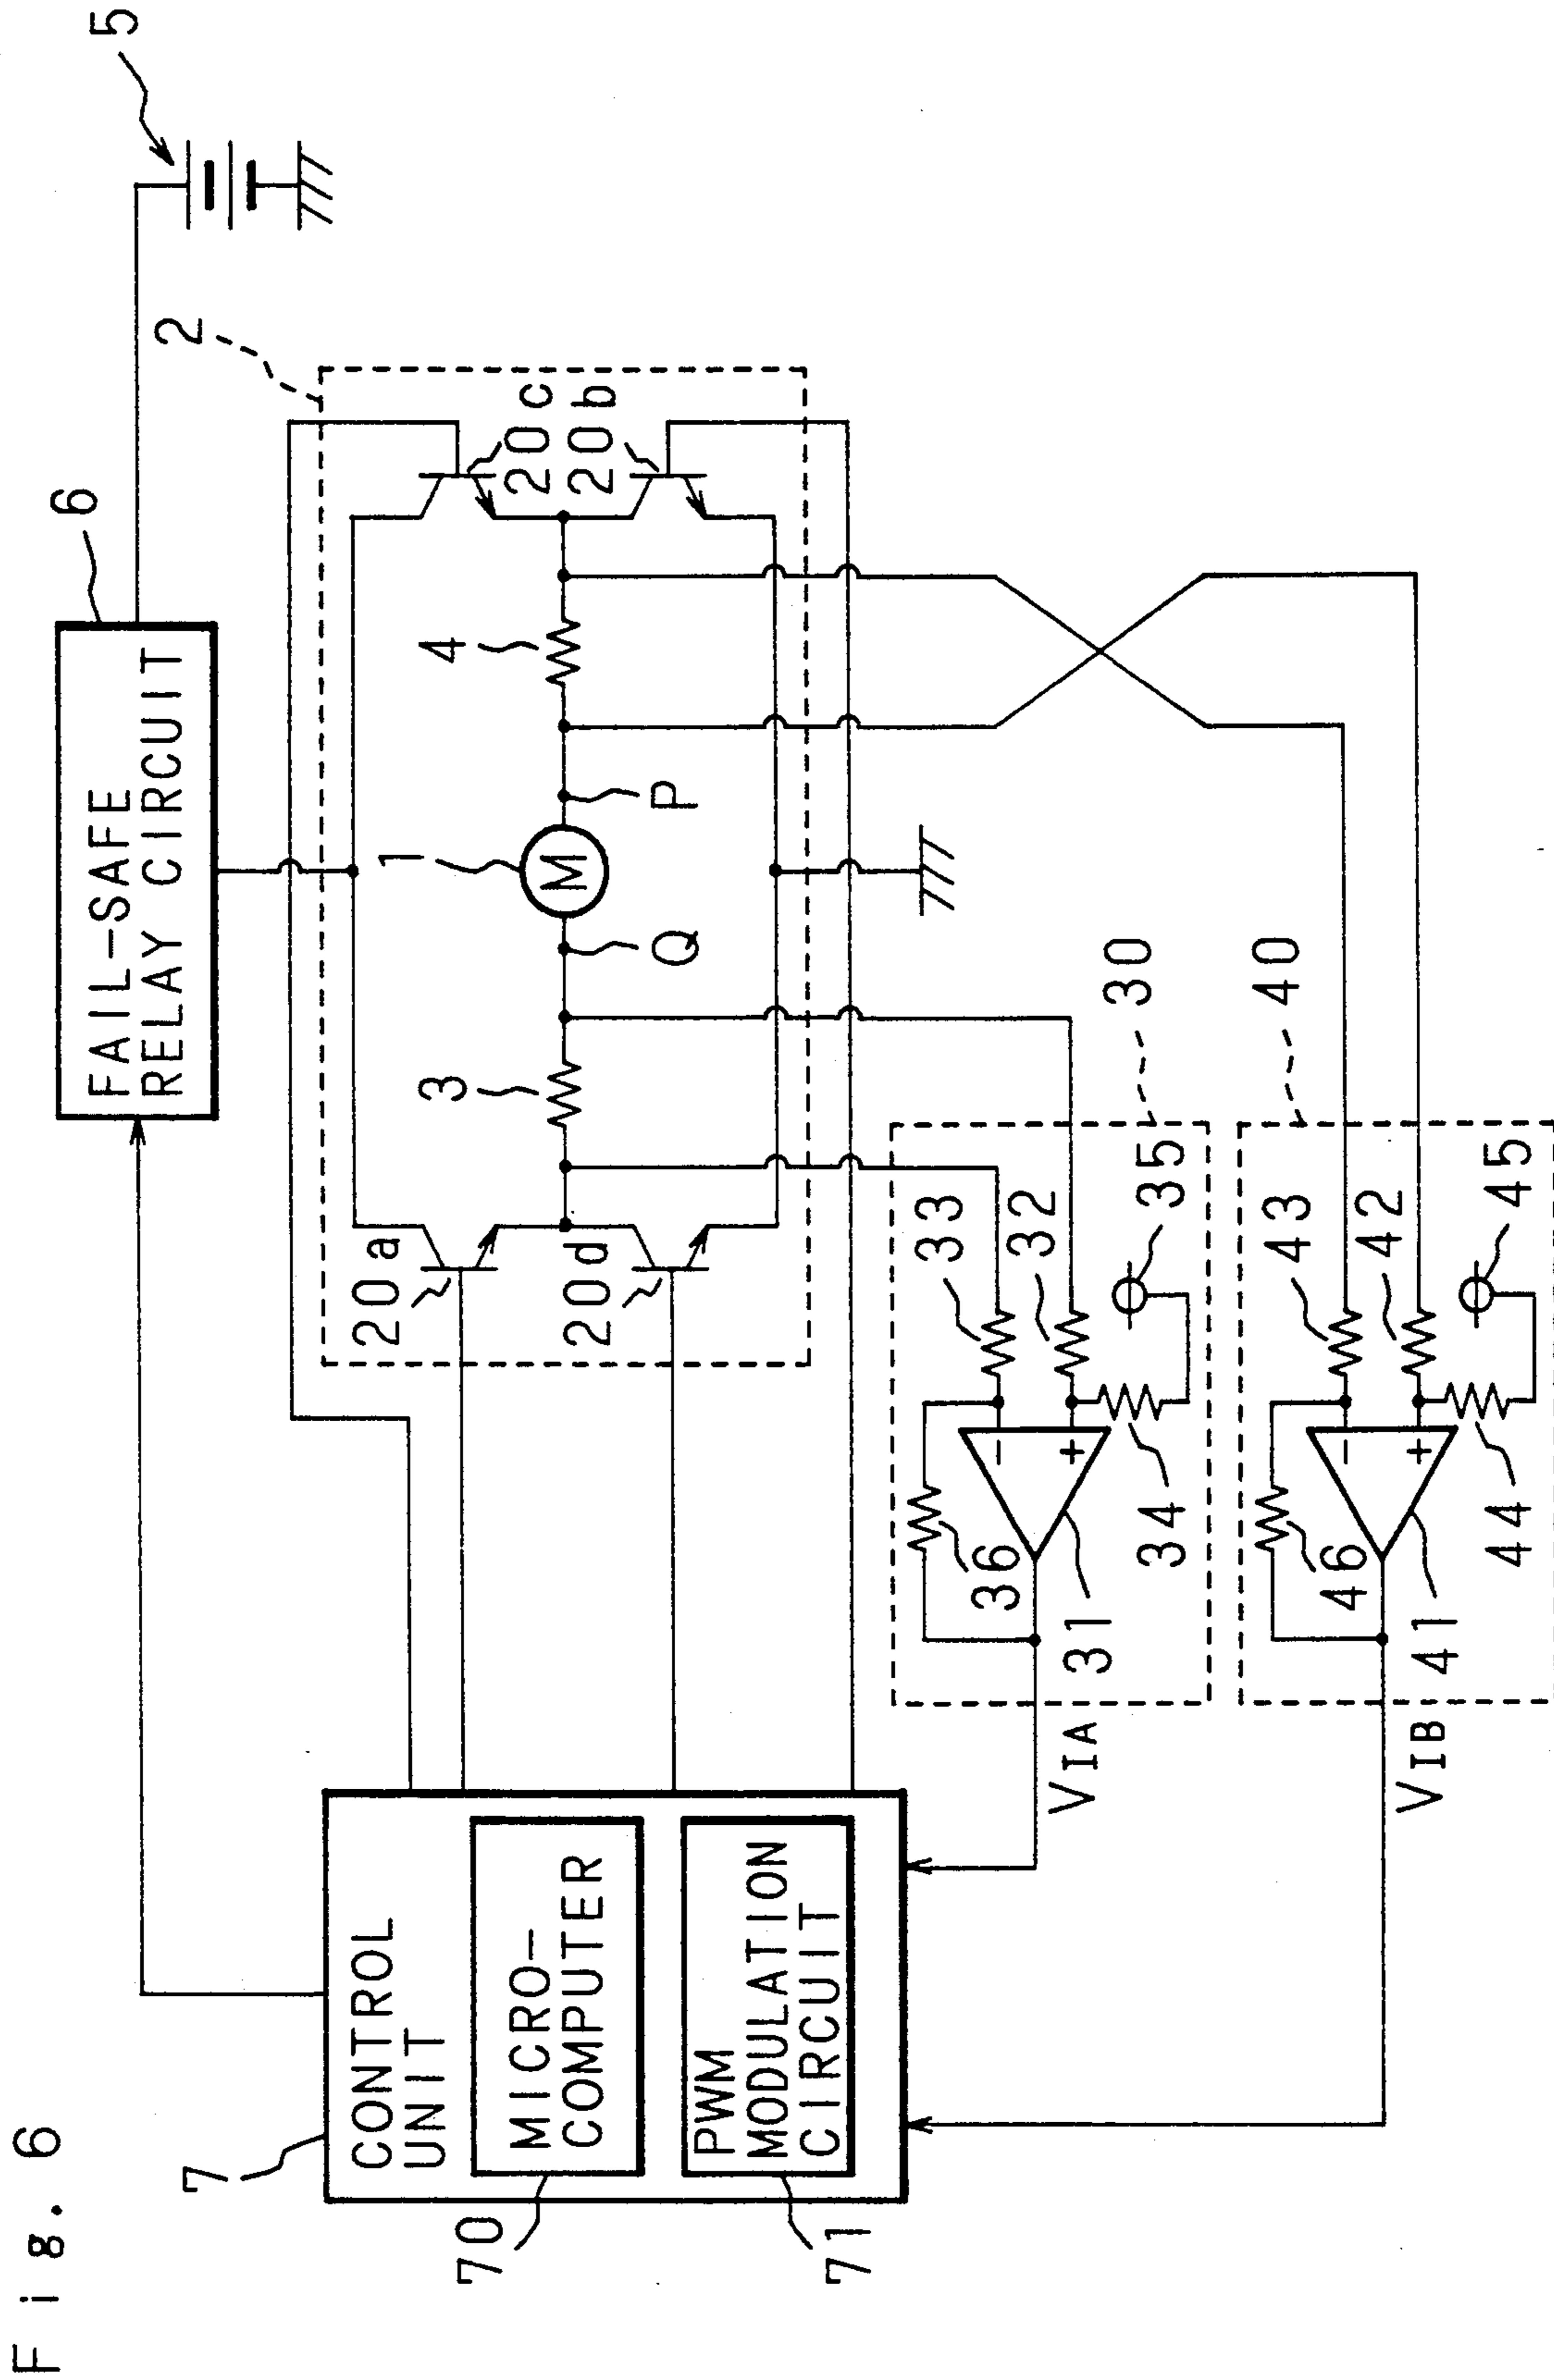 Fig. 6
5
6
FAIL-SAFE
RELAY CIRCUIT
2
7
CONTROL
UNIT
70
MICRO-
COMPUTER
71
PWM
MODULATION
CIRCUIT
20a
20d
20c
20b
3
1
M
4
Q
P
30
33
32
35
36
34
31
-
+
VIA
40
43
42
45
46
44
41
-
+
VIB